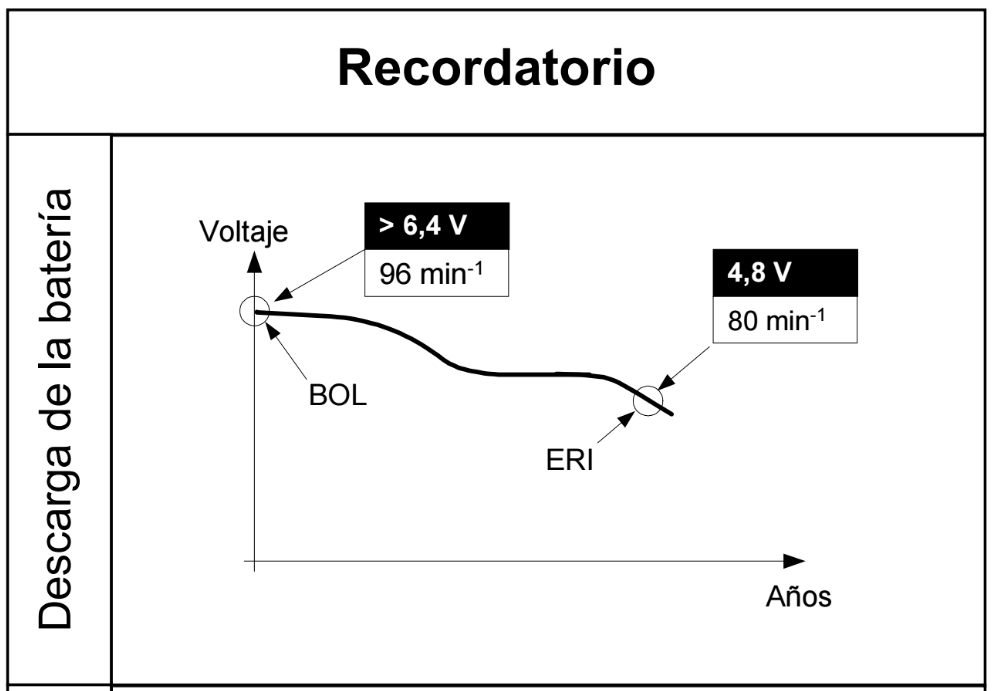 Recordatorio
Descarga de la batería
Voltaje
> 6,4 V
96 min⁻¹
4,8 V
80 min⁻¹
BOL
ERI
Años